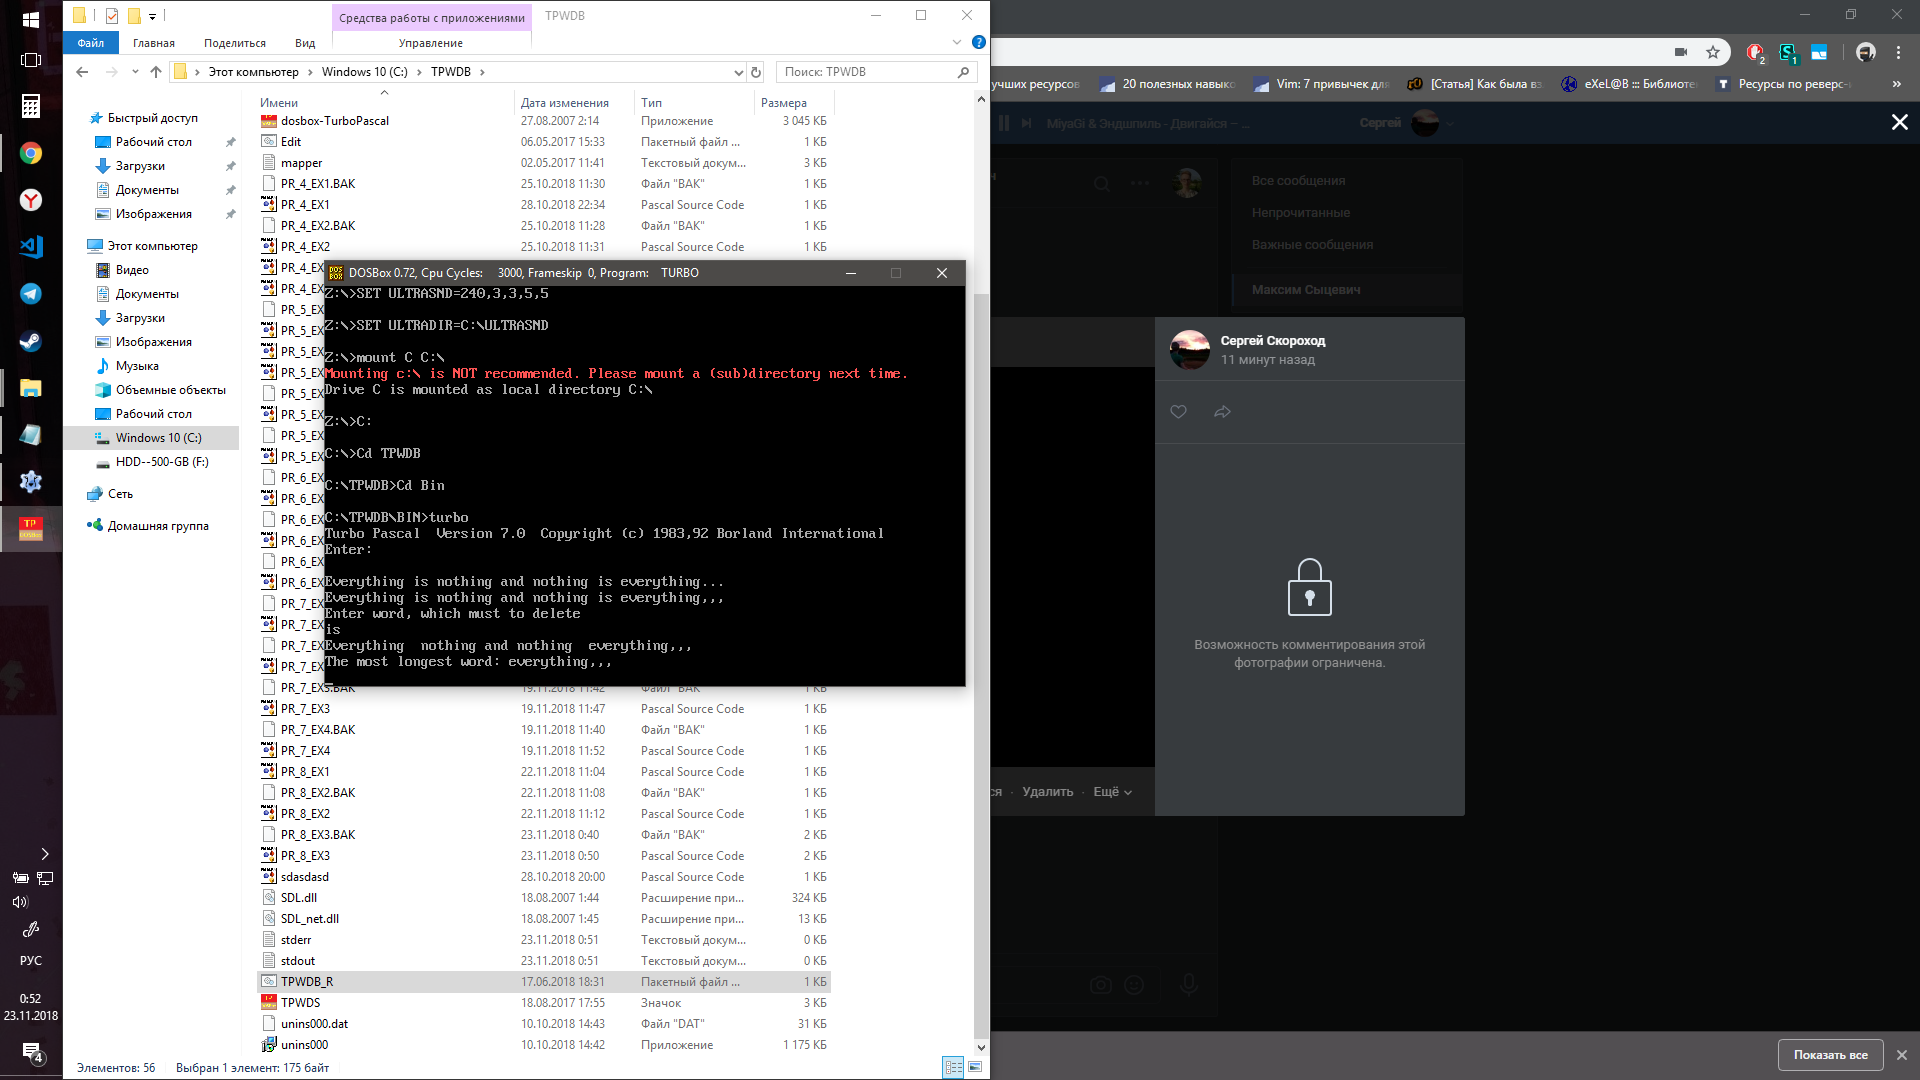 Средства работы с приложениями
TPWDB
Файл
Главная
Поделиться
Вид
Управление
Этот компьютер
Windows 10 (C:)
TPWDB
Поиск: TPWDB
Имени
Дата изменения
Тип
Размера
Быстрый доступ
Рабочий стол
Загрузки
Документы
Изображения
Этот компьютер
Видео
Документы
Загрузки
Изображения
Музыка
Объемные объекты
Рабочий стол
Windows 10 (C:)
HDD--500-GB (F:)
Сеть
Домашняя группа
dosbox-TurboPascal 27.08.2007 2:14 Приложение 3 045 КБ
Edit 06.05.2017 15:33 Пакетный файл ... 1 КБ
mapper 02.05.2017 11:41 Текстовый докум... 3 КБ
PR_4_EX1.BAK 25.10.2018 11:30 Файл "BAK" 1 КБ
PR_4_EX1 28.10.2018 22:34 Pascal Source Code 1 КБ
PR_4_EX2.BAK 25.10.2018 11:28 Файл "BAK" 1 КБ
PR_4_EX2 25.10.2018 11:31 Pascal Source Code 1 КБ
PR_4_EX
PR_4_EX
PR_5_EX
PR_5_EX
PR_5_EX
PR_5_EX
PR_5_EX
PR_5_EX
PR_5_EX
PR_5_EX
PR_6_EX
PR_6_EX
PR_6_EX
PR_6_EX
PR_6_EX
PR_6_EX
PR_7_EX
PR_7_EX
PR_7_EX
PR_7_EX
DOSBox 0.72, Cpu Cycles: 3000, Frameskip 0, Program: TURBO
Z:\>SET ULTRASND=240,3,3,5,5
Z:\>SET ULTRADIR=C:\ULTRASND
Z:\>mount C C:\
Mounting c:\ is NOT recommended. Please mount a (sub)directory next time.
Drive C is mounted as local directory C:\
Z:\>C:
C:\>Cd TPWDB
C:\TPWDB>Cd Bin
C:\TPWDB\BIN>turbo
Turbo Pascal  Version 7.0  Copyright (c) 1983,92 Borland International
Enter:
Everything is nothing and nothing is everything...
Everything is nothing and nothing is everything,,,
Enter word, which must to delete
is
Everything  nothing and nothing  everything,,,
The most longest word: everything,,,
PR_7_EX3.BAK 19.11.2018 11:42 Файл "BAK" 1 КБ
PR_7_EX3 19.11.2018 11:47 Pascal Source Code 1 КБ
PR_7_EX4.BAK 19.11.2018 11:40 Файл "BAK" 1 КБ
PR_7_EX4 19.11.2018 11:52 Pascal Source Code 1 КБ
PR_8_EX1 22.11.2018 11:04 Pascal Source Code 1 КБ
PR_8_EX2.BAK 22.11.2018 11:08 Файл "BAK" 1 КБ
PR_8_EX2 22.11.2018 11:12 Pascal Source Code 1 КБ
PR_8_EX3.BAK 23.11.2018 0:40 Файл "BAK" 2 КБ
PR_8_EX3 23.11.2018 0:50 Pascal Source Code 2 КБ
sdasdasd 28.10.2018 20:00 Pascal Source Code 1 КБ
SDL.dll 18.08.2007 1:44 Расширение при... 324 КБ
SDL_net.dll 18.08.2007 1:45 Расширение при... 13 КБ
stderr 23.11.2018 0:51 Текстовый докум... 0 КБ
stdout 23.11.2018 0:51 Текстовый докум... 0 КБ
TPWDB_R 17.06.2018 18:31 Пакетный файл ... 1 КБ
TPWDS 18.08.2017 17:55 Значок 3 КБ
unins000.dat 10.10.2018 14:43 Файл "DAT" 31 КБ
unins000 10.10.2018 14:42 Приложение 1 175 КБ
Элементов: 56
Выбран 1 элемент: 175 байт
РУС
0:52
23.11.2018
4
2
1
учших ресурсов
20 полезных навыко
Vim: 7 привычек для
[Статья] Как была вз
eXeL@B ::: Библиоте
Ресурсы по реверс-
»
MiyaGi & Эндшпиль - Двигайся – ...
Сергей
Все сообщения
Непрочитанные
Важные сообщения
Максим Сыцевич
Сергей Скороход
11 минут назад
Возможность комментирования этой
фотографии ограничена.
ся · Удалить · Ещё
Показать все